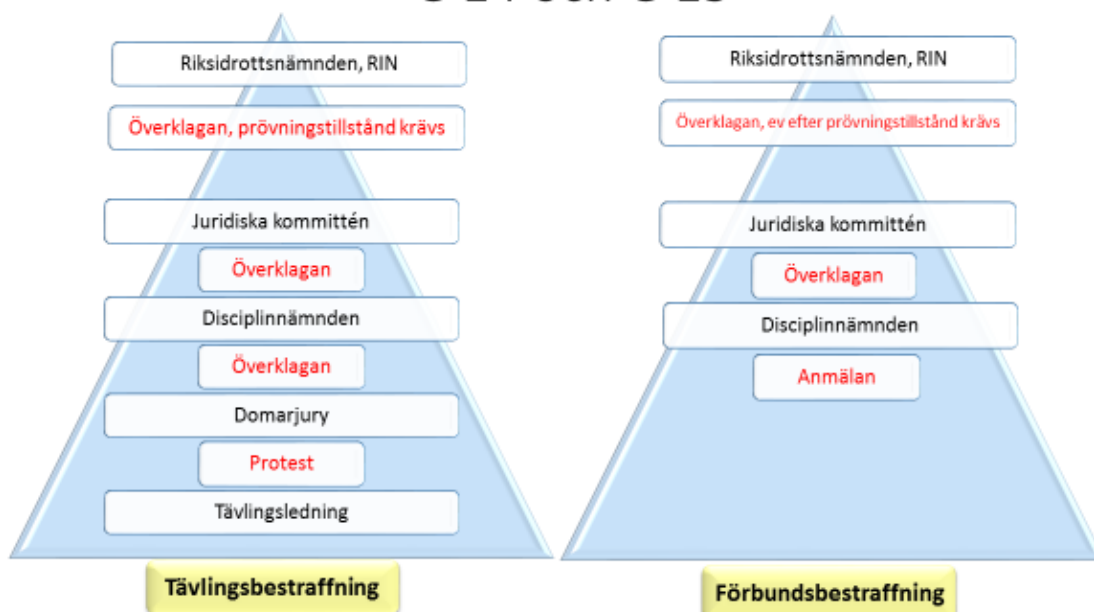 Riksidrottsnämnden, RIN
Överklagan, prövningstillstånd krävs
Juridiska kommittén
Överklagan
Disciplinnämnden
Överklagan
Domarjury
Protest
Tävlingsledning
Tävlingsbestraffning
Riksidrottsnämnden, RIN
Överklagan, ev efter prövningstillstånd krävs
Juridiska kommittén
Överklagan
Disciplinnämnden
Anmälan
Förbundsbestraffning